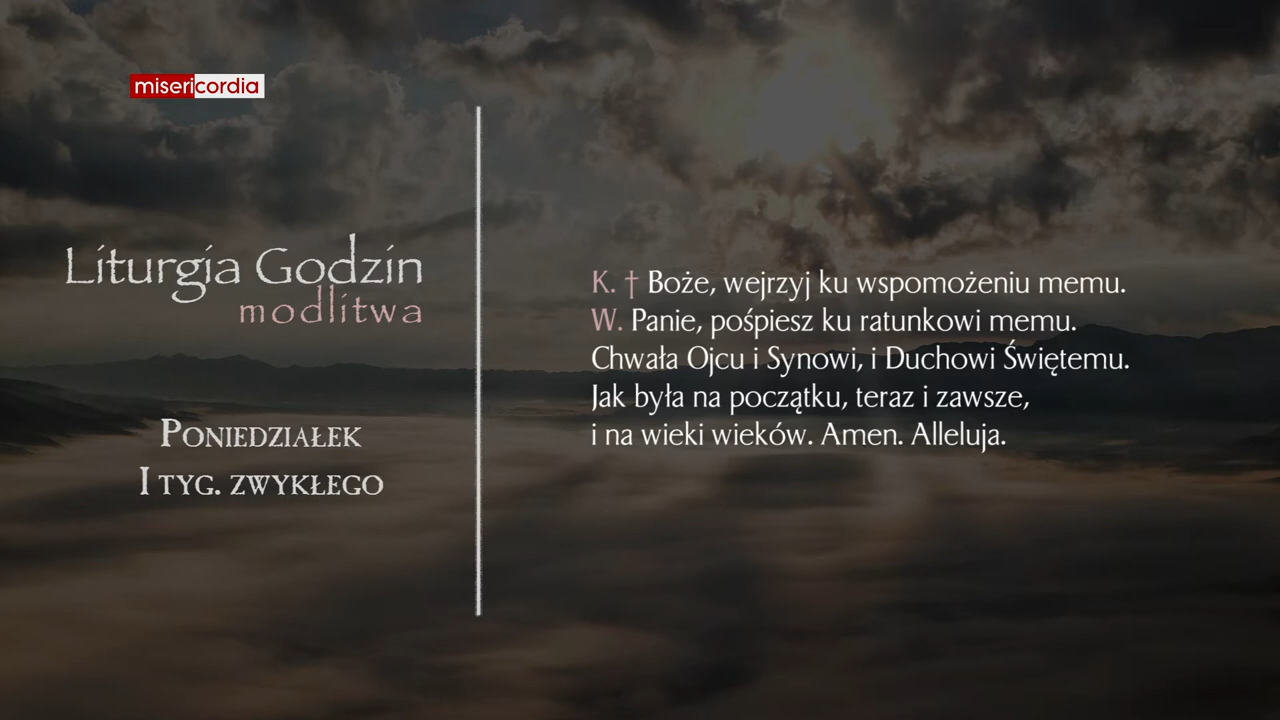 misericordia
Liturgia Godzin
modlitwa
Poniedziałek
I tyg. zwykłego
K. † Boże, wejrzyj ku wspomożeniu memu.
W. Panie, pośpiesz ku ratunkowi memu.
Chwała Ojcu i Synowi, i Duchowi Świętemu.
Jak była na początku, teraz i zawsze,
i na wieki wieków. Amen. Alleluja.